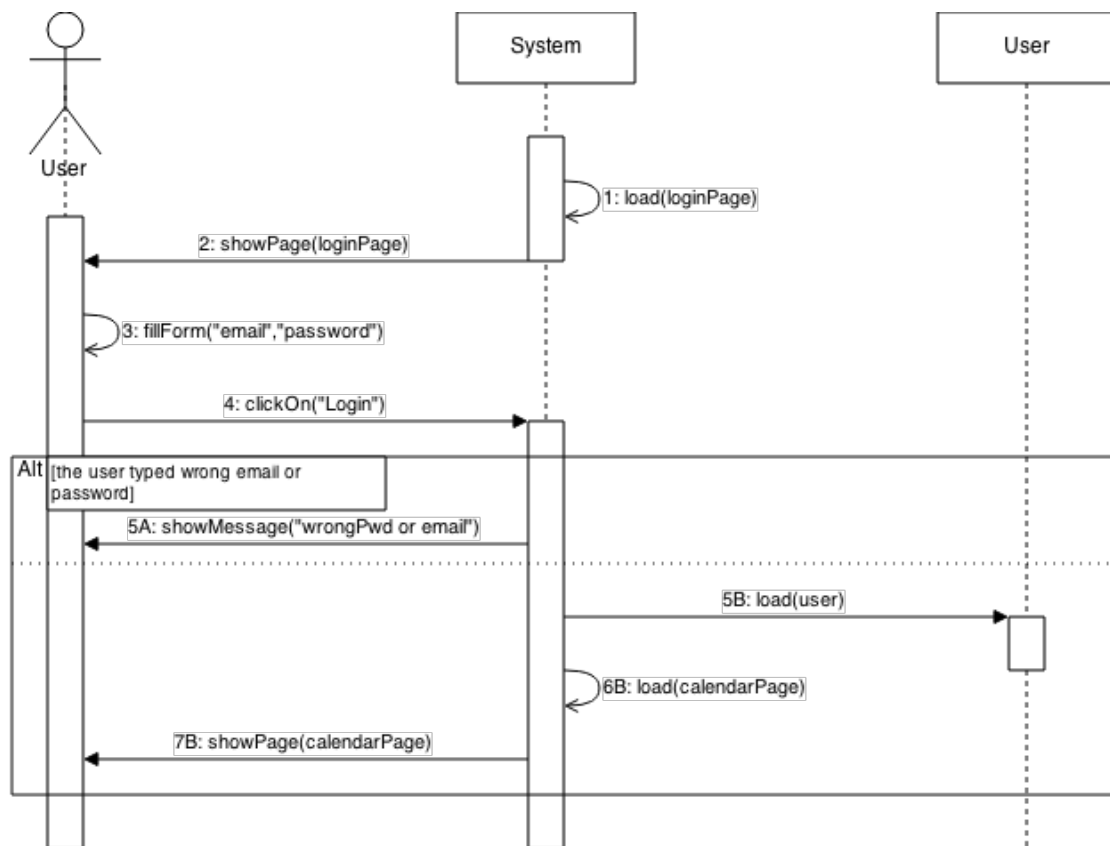 System
User
User
1: load(loginPage)
2: showPage(loginPage)
3: fillForm("email","password")
4: clickOn("Login")
Alt
[the user typed wrong email or
password]
5A: showMessage("wrongPwd or email")
5B: load(user)
6B: load(calendarPage)
7B: showPage(calendarPage)